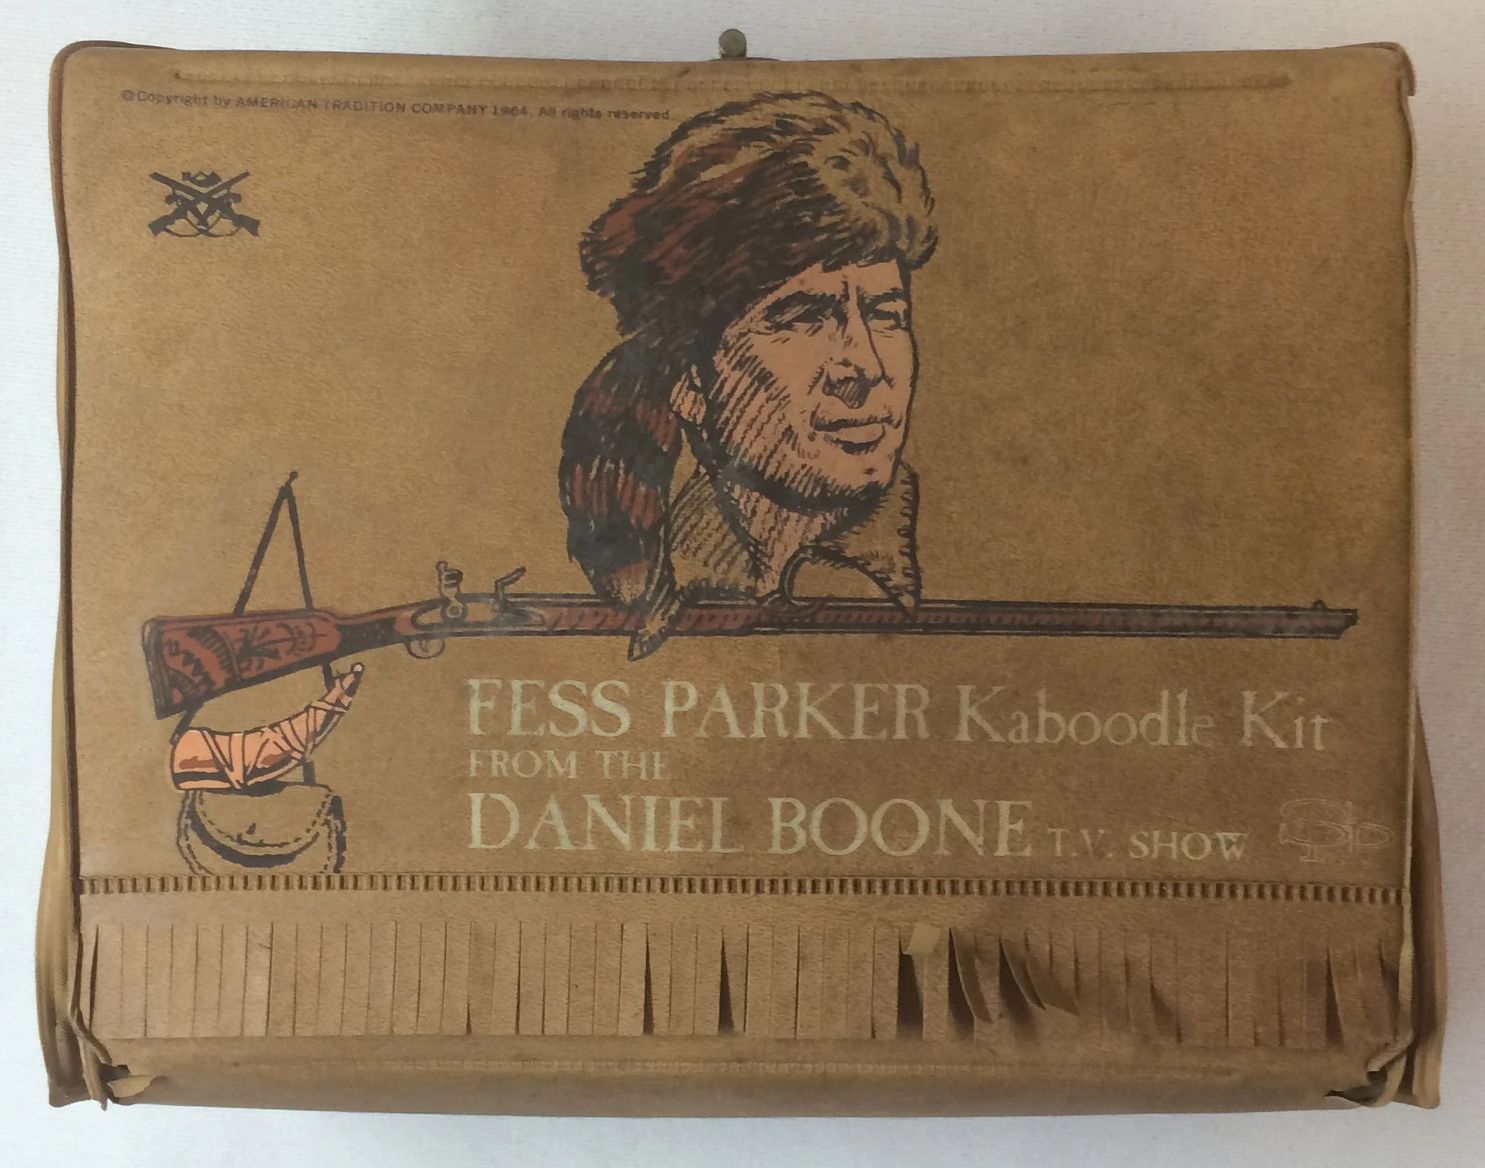 ©Copyright by AMERICAN TRADITION COMPANY 1964. All rights reserved
FESS PARKER Kaboodle Kit
FROM THE
DANIEL BOONE T.V. SHOW